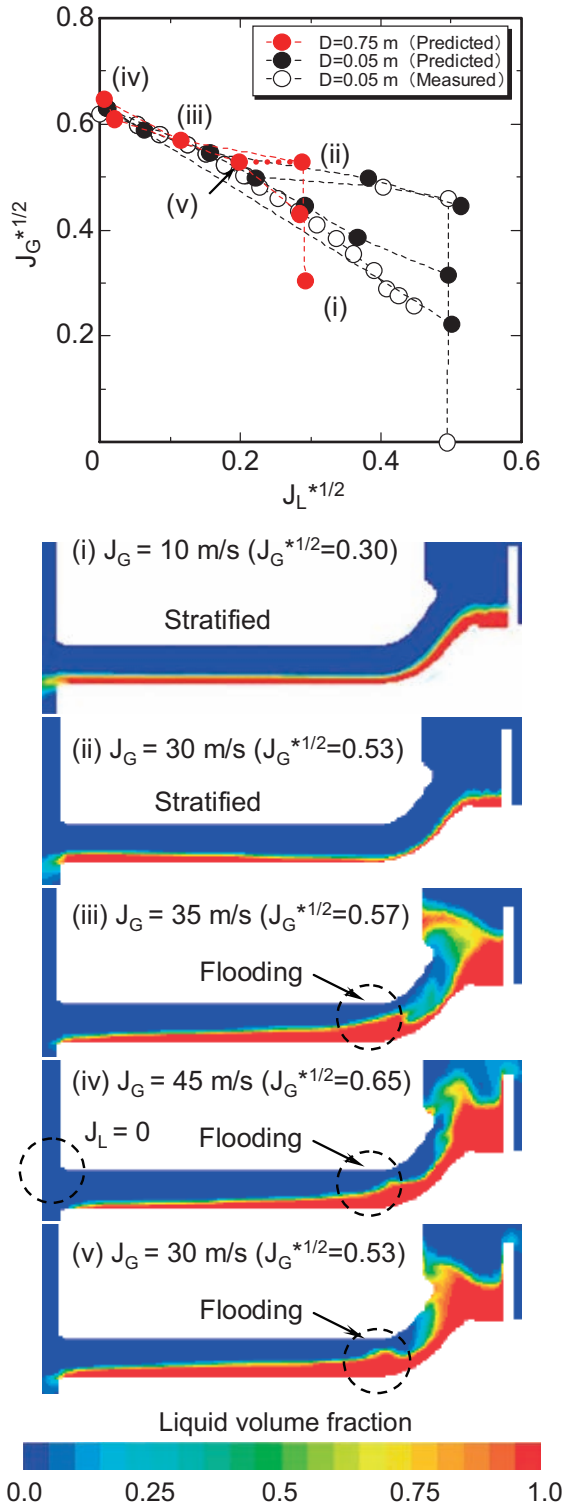 0.8
D=0.75 m (Predicted)
D=0.05 m (Predicted)
D=0.05 m (Measured)
(iv)
(iii)
0.6
(ii)
(v)
J_G*1/2
0.4
(i)
0.2
0 0.2 0.4 0.6
J_L*1/2
(i) J_G = 10 m/s (J_G*1/2=0.30)
Stratified
(ii) J_G = 30 m/s (J_G*1/2=0.53)
Stratified
(iii) J_G = 35 m/s (J_G*1/2=0.57)
Flooding
(iv) J_G = 45 m/s (J_G*1/2=0.65)
J_L = 0
Flooding
(v) J_G = 30 m/s (J_G*1/2=0.53)
Flooding
Liquid volume fraction
0.0 0.25 0.5 0.75 1.0